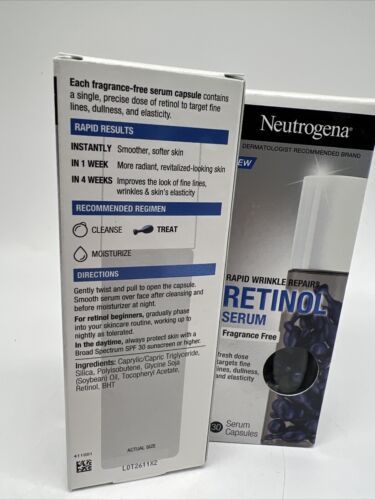 Each fragrance-free serum capsule contains
a single, precise dose of retinol to target fine
lines, dullness, and elasticity.
RAPID RESULTS
INSTANTLY Smoother, softer skin
IN 1 WEEK More radiant, revitalized-looking skin
IN 4 WEEKS Improves the look of fine lines,
wrinkles & skin's elasticity
RECOMMENDED REGIMEN
CLEANSE TREAT
MOISTURIZE
DIRECTIONS
Gently twist and pull to open the capsule.
Smooth serum over face after cleansing and
before moisturizer at night.
For retinol beginners, gradually phase
into your skincare routine, working up to
nightly as tolerated.
In the daytime, always protect skin with a
Broad Spectrum SPF 30 sunscreen or higher.
Ingredients: Caprylic/Capric Triglyceride,
Silica, Polyisobutene, Glycine Soja
(Soybean) Oil, Tocopheryl Acetate,
Retinol, BHT
ACTUAL SIZE
411991
LOT2611X2
Neutrogena®
DERMATOLOGIST RECOMMENDED BRAND
RAPID WRINKLE REPAIR®
RETINOL
SERUM
Fragrance Free
fresh dose
targets fine
lines, dullness,
and elasticity
30 Serum
Capsules